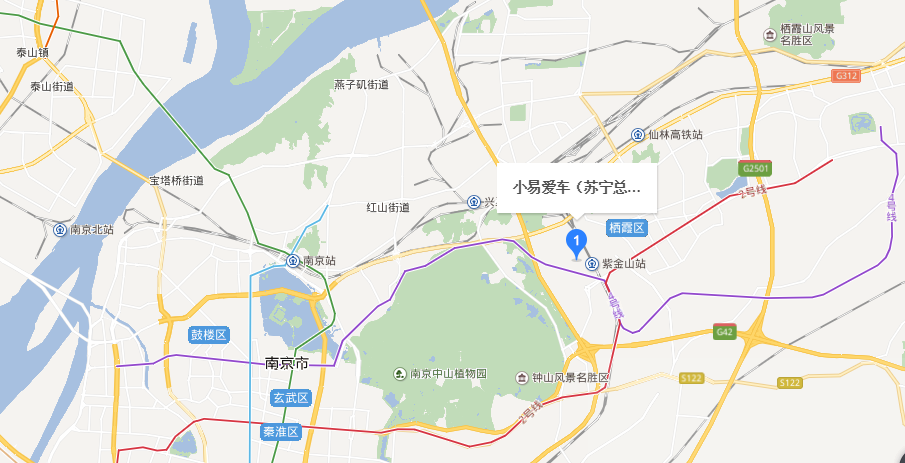 栖霞山风景
名胜区
泰山镇
泰山街道
燕子矶街道
G312
仙林高铁站
G2501
宝塔桥街道
小易爱车（苏宁总...
2号线
4号线
红山街道
兴
南京北站
栖霞区
1
南京站
紫金山站
4号线
鼓楼区
G42
南京市
南京中山植物园
钟山风景名胜区
S122
S122
玄武区
2号线
秦淮区